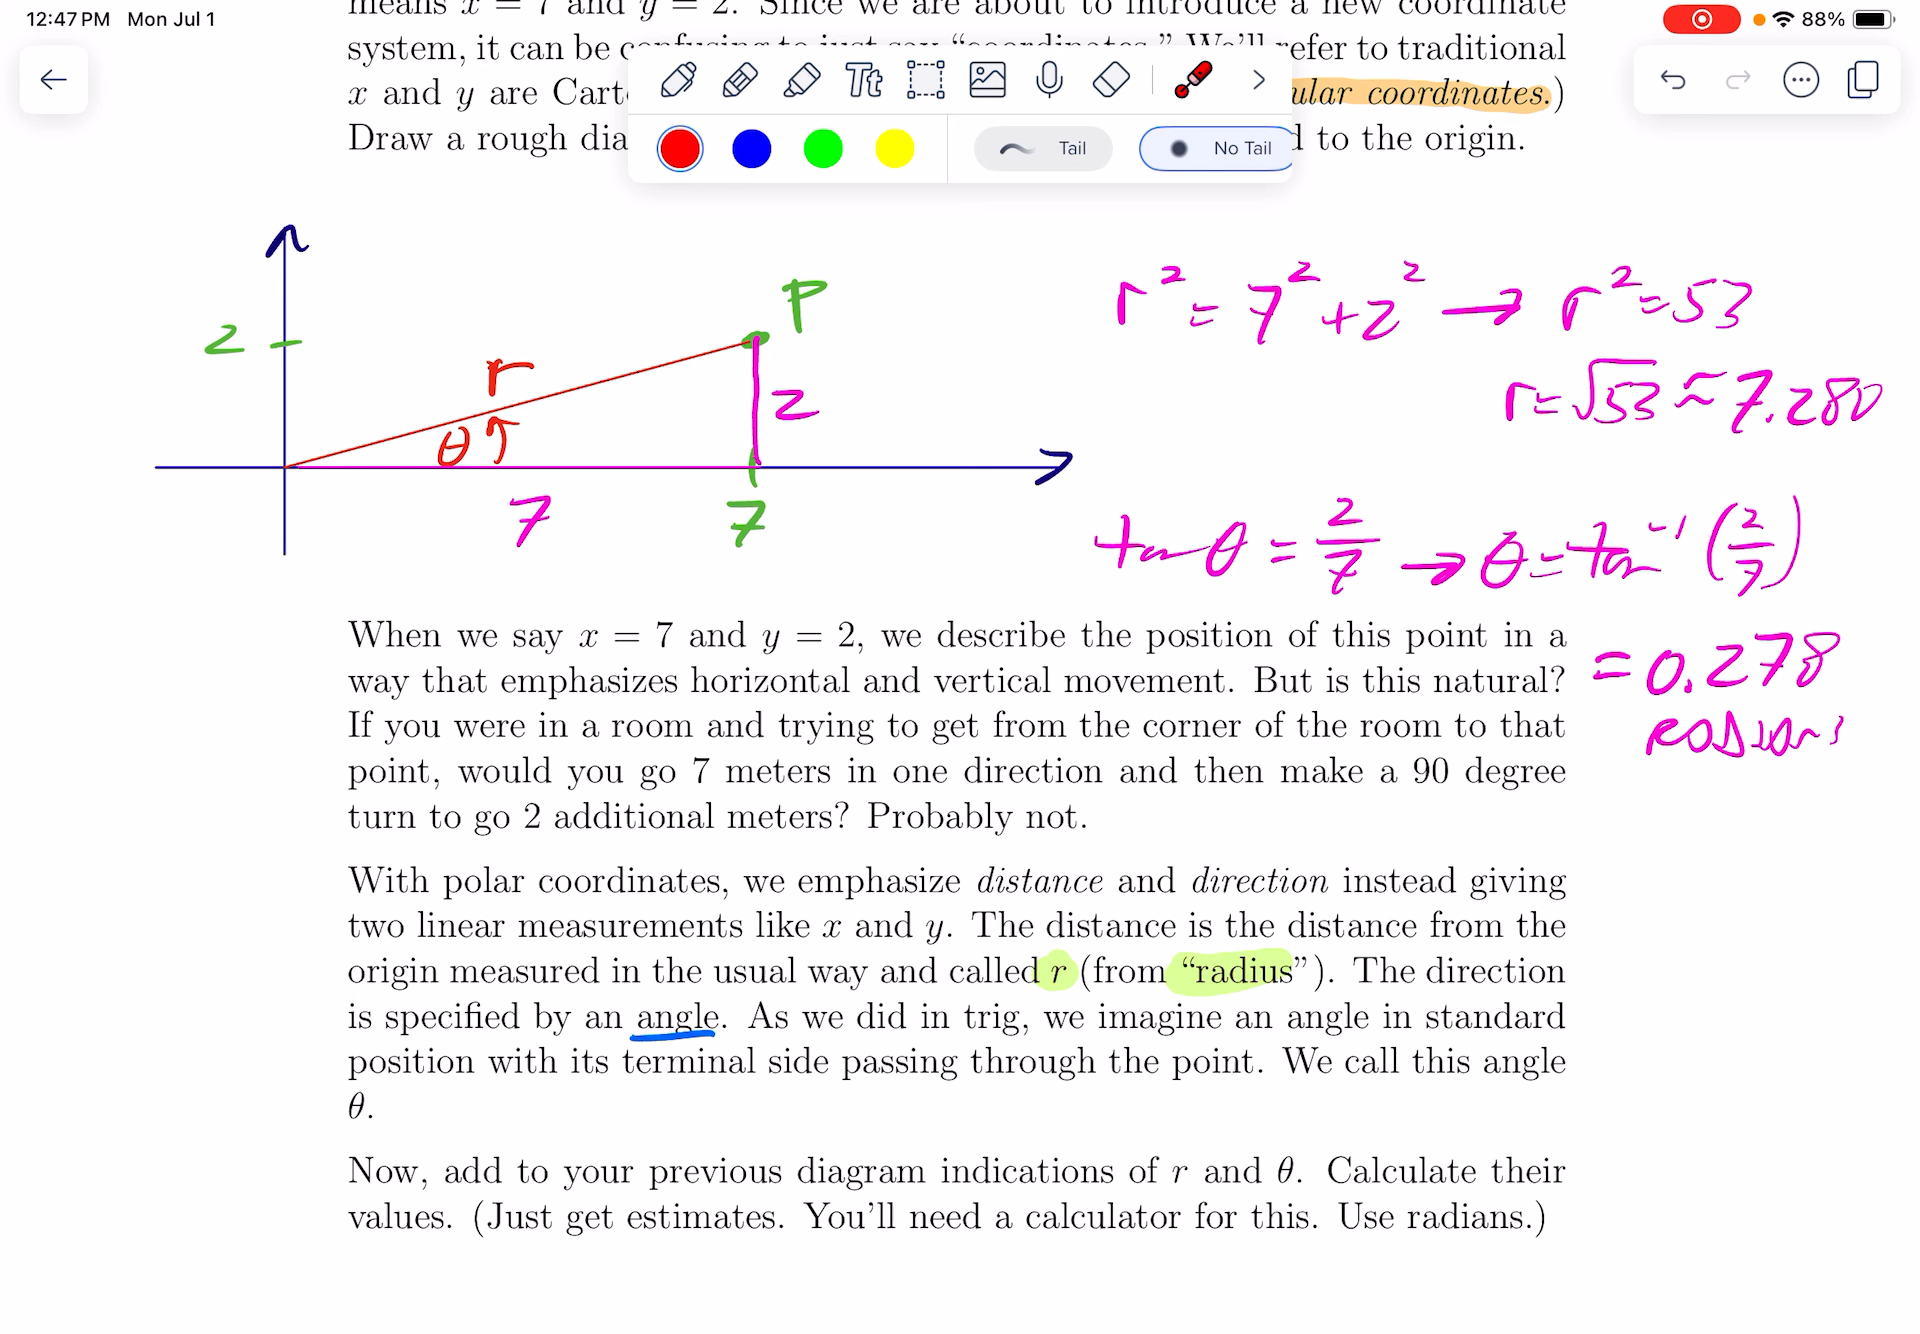 12:47 PM Mon Jul 1
88%
means x = 7 and y = 2. Since we are about to introduce a new coordinate
system, it can be confusing to just say “coordinates.” We’ll refer to traditional
x and y are ular coordinates.)
Draw a rough to the origin.
Tt
Tail
No Tail
P
2
r
θ
2
7
7
r² = 7² + 2² → r² = 53
r = √53 ≈ 7.280
tan θ = 2/7 → θ = tan⁻¹ (2/7)
= 0.278
RADIANS
When we say x = 7 and y = 2, we describe the position of this point in a
way that emphasizes horizontal and vertical movement. But is this natural?
If you were in a room and trying to get from the corner of the room to that
point, would you go 7 meters in one direction and then make a 90 degree
turn to go 2 additional meters? Probably not.
With polar coordinates, we emphasize distance and direction instead giving
two linear measurements like x and y. The distance is the distance from the
origin measured in the usual way and called r (from “radius”). The direction
is specified by an angle. As we did in trig, we imagine an angle in standard
position with its terminal side passing through the point. We call this angle
θ.
Now, add to your previous diagram indications of r and θ. Calculate their
values. (Just get estimates. You’ll need a calculator for this. Use radians.)